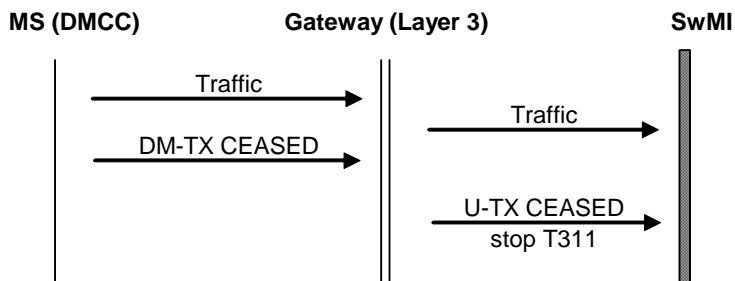 MS (DMCC) Gateway (Layer 3) SwMI
Traffic
Traffic
DM-TX CEASED
U-TX CEASED
stop T311